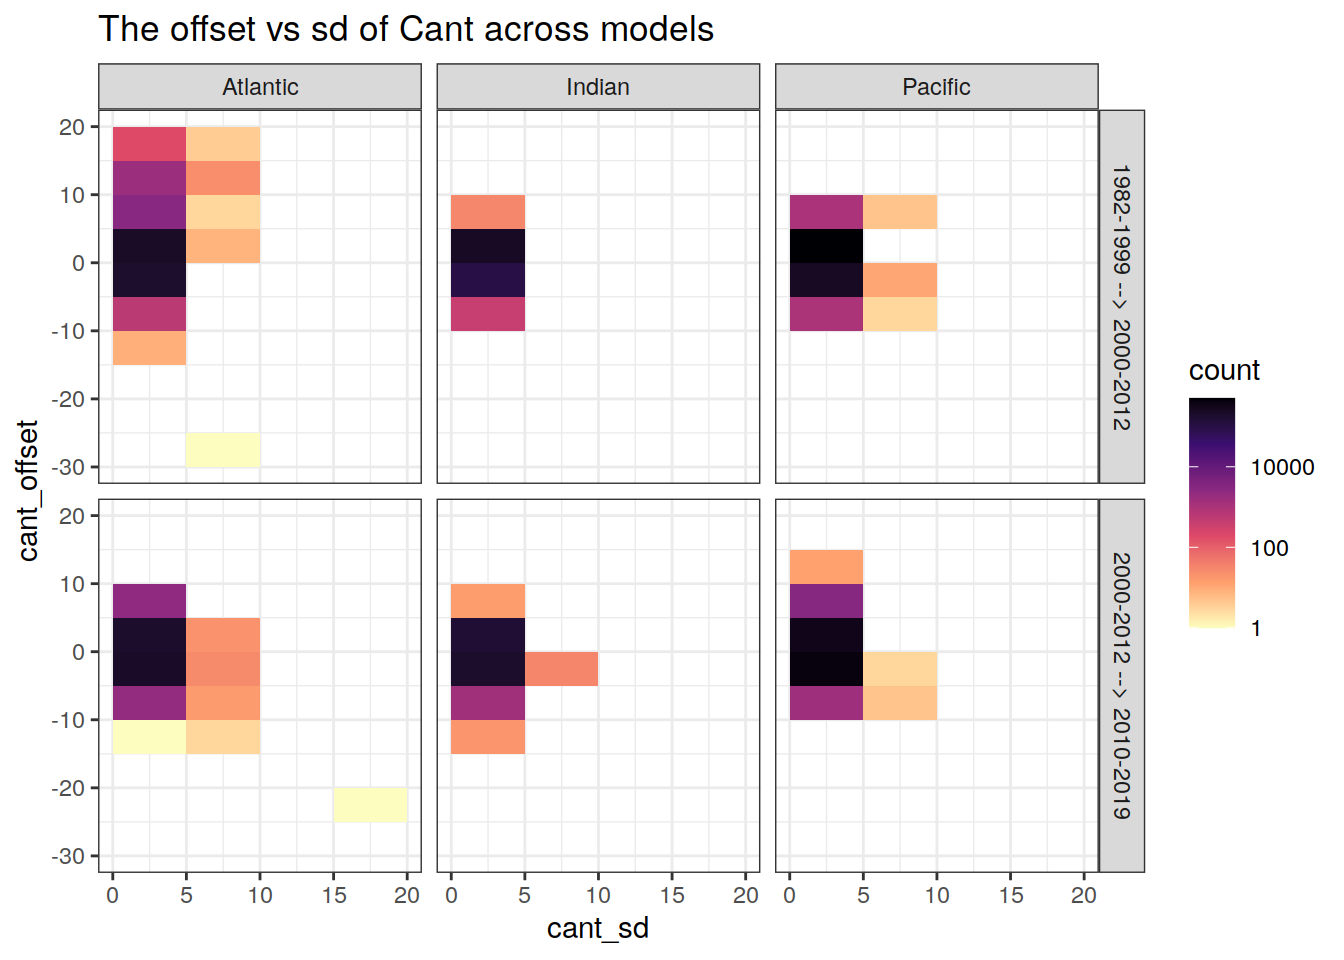 The offset vs sd of Cant across models
Atlantic
Indian
Pacific
20
10
0
-10
-20
-30
1982-1999 --> 2000-2012
20
10
0
-10
-20
-30
2000-2012 --> 2010-2019
cant_offset
0 5 10 15 20
0 5 10 15 20
0 5 10 15 20
cant_sd
count
10000
100
1